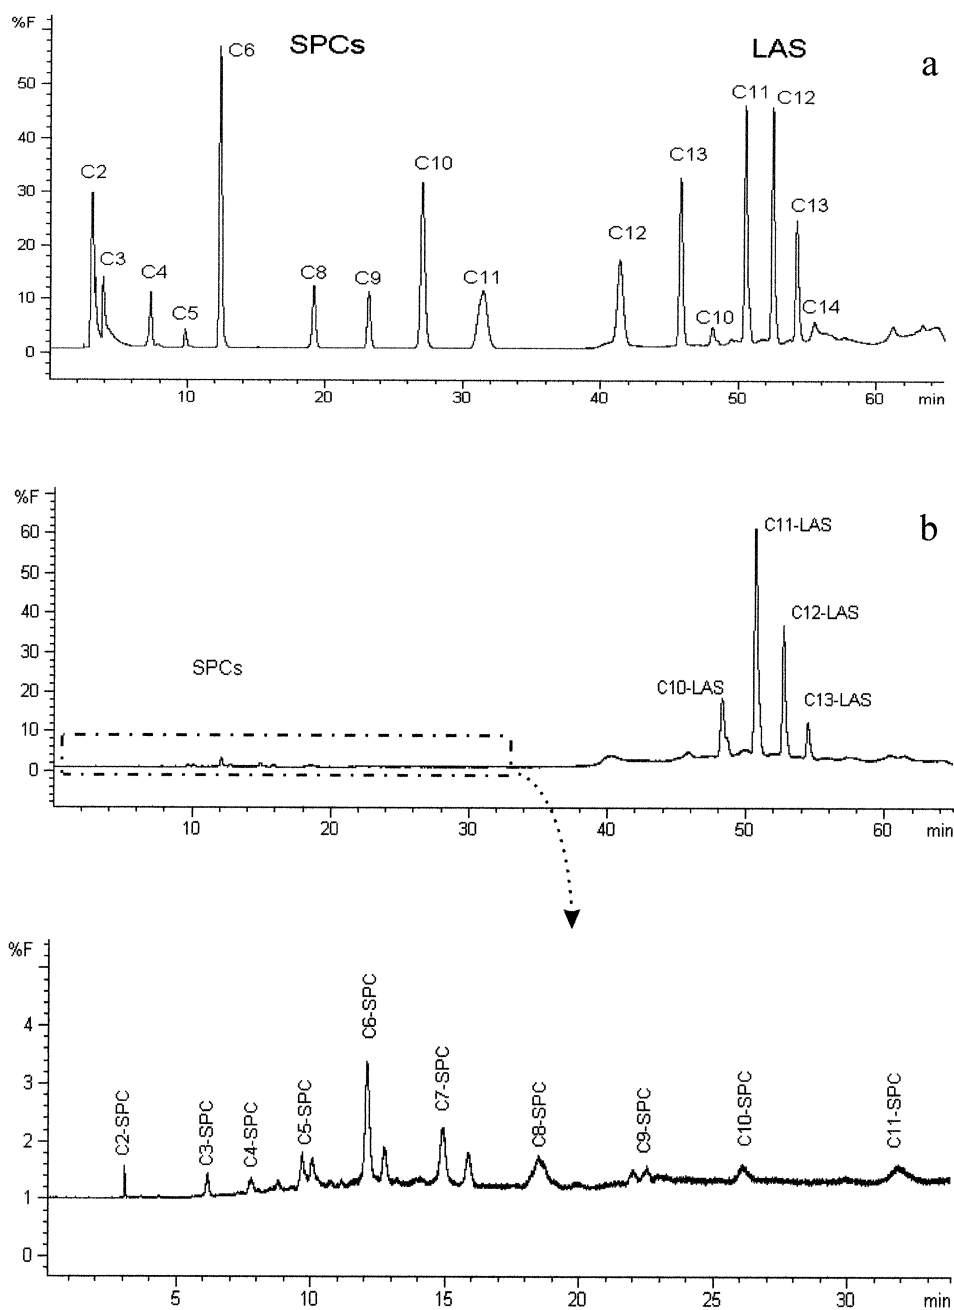 %F
SPCs
LAS
a
C6
C11
C12
C2
C10
C13
C13
C3
C4
C5
C8
C9
C11
C12
C10
C14
50
40
30
20
10
0
10
20
30
40
50
60
min
%F
b
C11-LAS
C12-LAS
SPCs
C10-LAS
C13-LAS
60
50
40
30
20
10
0
10
20
30
40
50
60
min
%F
C2-SPC
C3-SPC
C4-SPC
C5-SPC
C6-SPC
C7-SPC
C8-SPC
C9-SPC
C10-SPC
C11-SPC
4
3
2
1
0
5
10
15
20
25
30
min